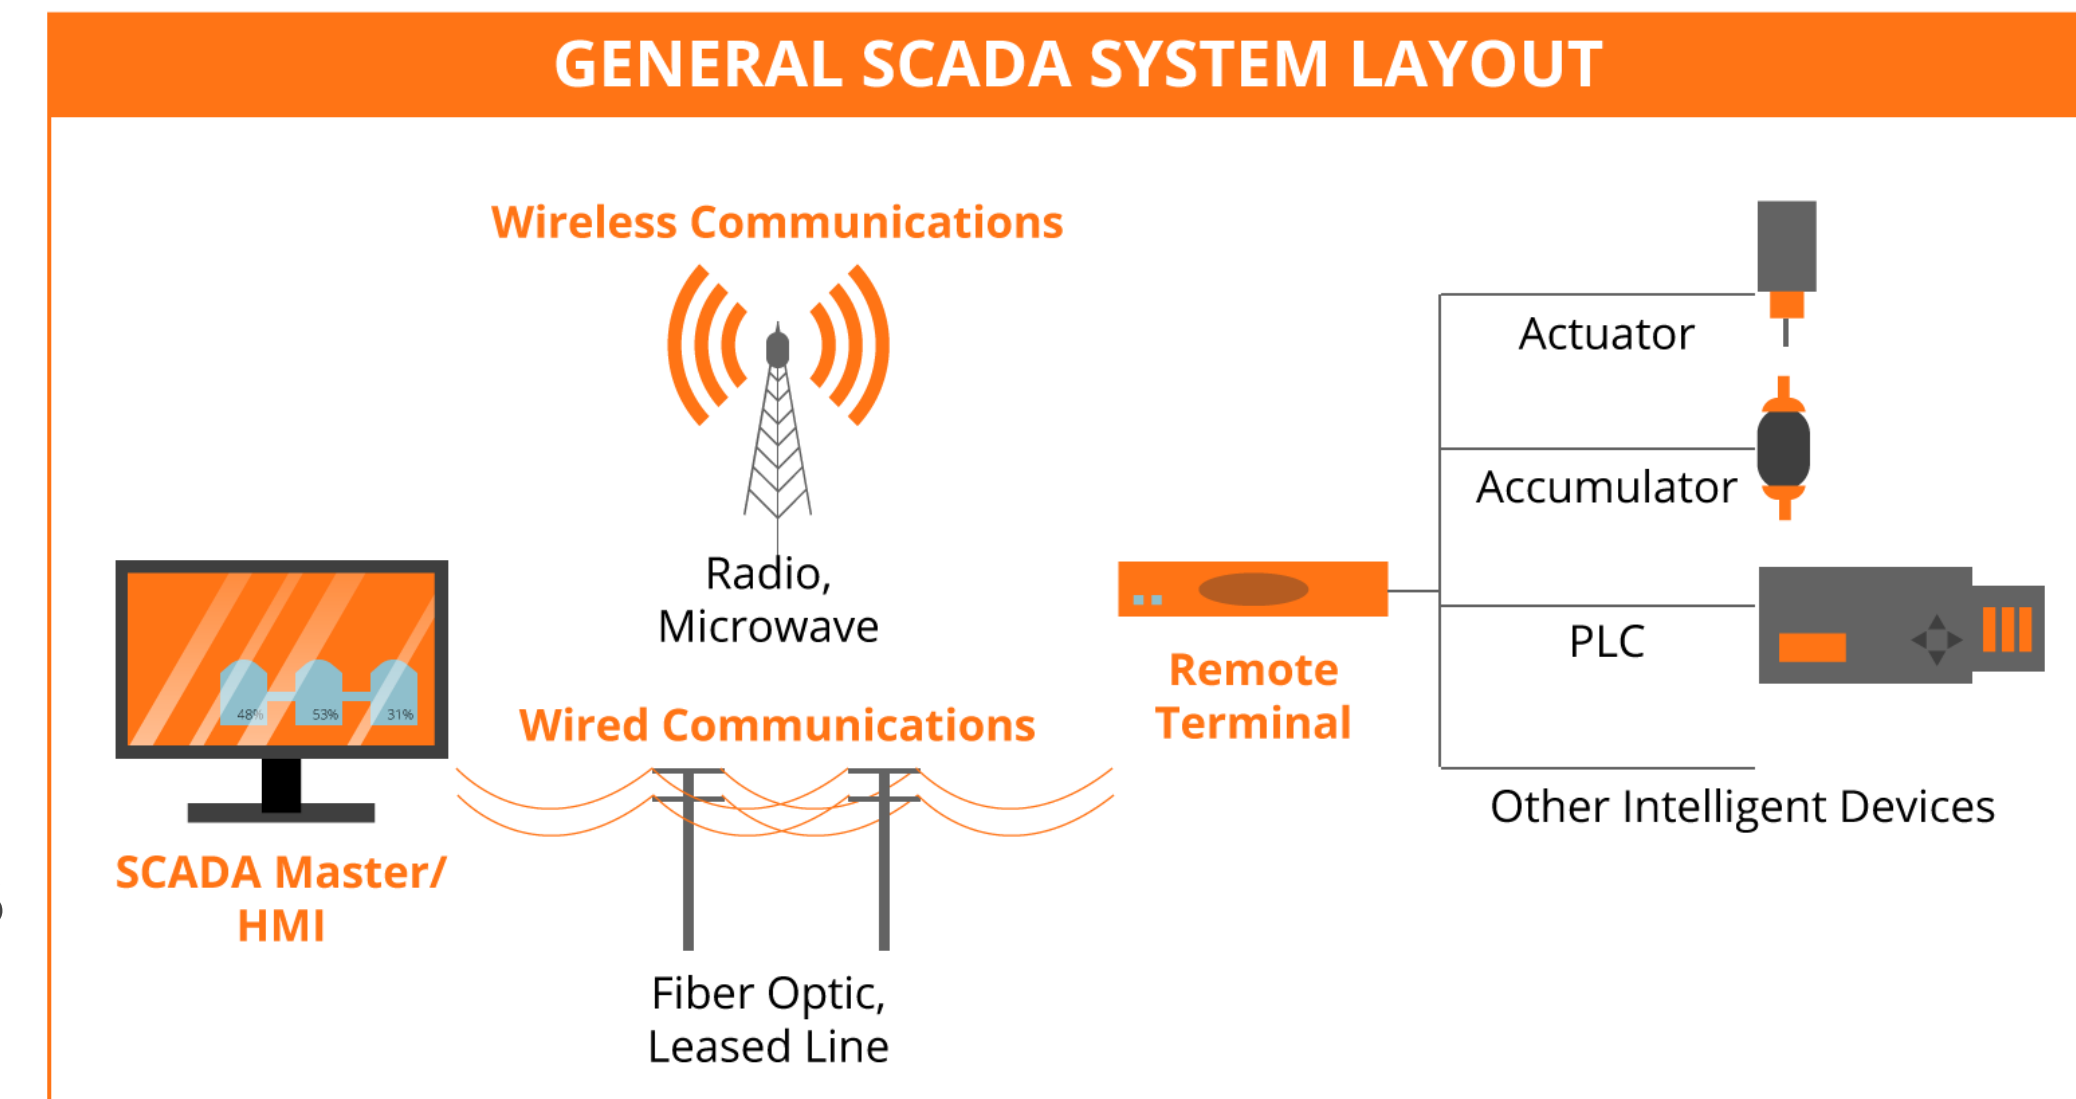 GENERAL SCADA SYSTEM LAYOUT
Wireless Communications
Radio,
Microwave
Wired Communications
Fiber Optic,
Leased Line
48% 53% 31%
SCADA Master/
HMI
Remote
Terminal
Actuator
Accumulator
PLC
Other Intelligent Devices